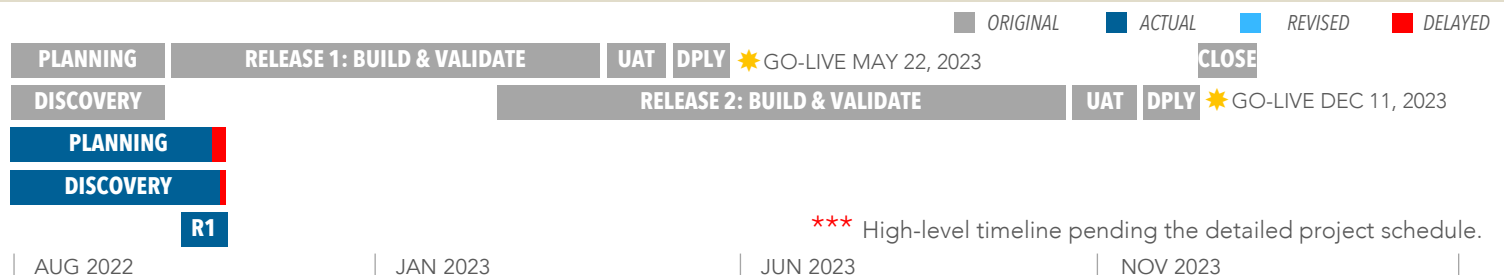 ORIGINAL ACTUAL REVISED DELAYED
PLANNING RELEASE 1: BUILD & VALIDATE UAT DPLY GO-LIVE MAY 22, 2023 CLOSE
DISCOVERY RELEASE 2: BUILD & VALIDATE UAT DPLY GO-LIVE DEC 11, 2023
PLANNING
DISCOVERY
R1 *** High-level timeline pending the detailed project schedule.
AUG 2022 JAN 2023 JUN 2023 NOV 2023